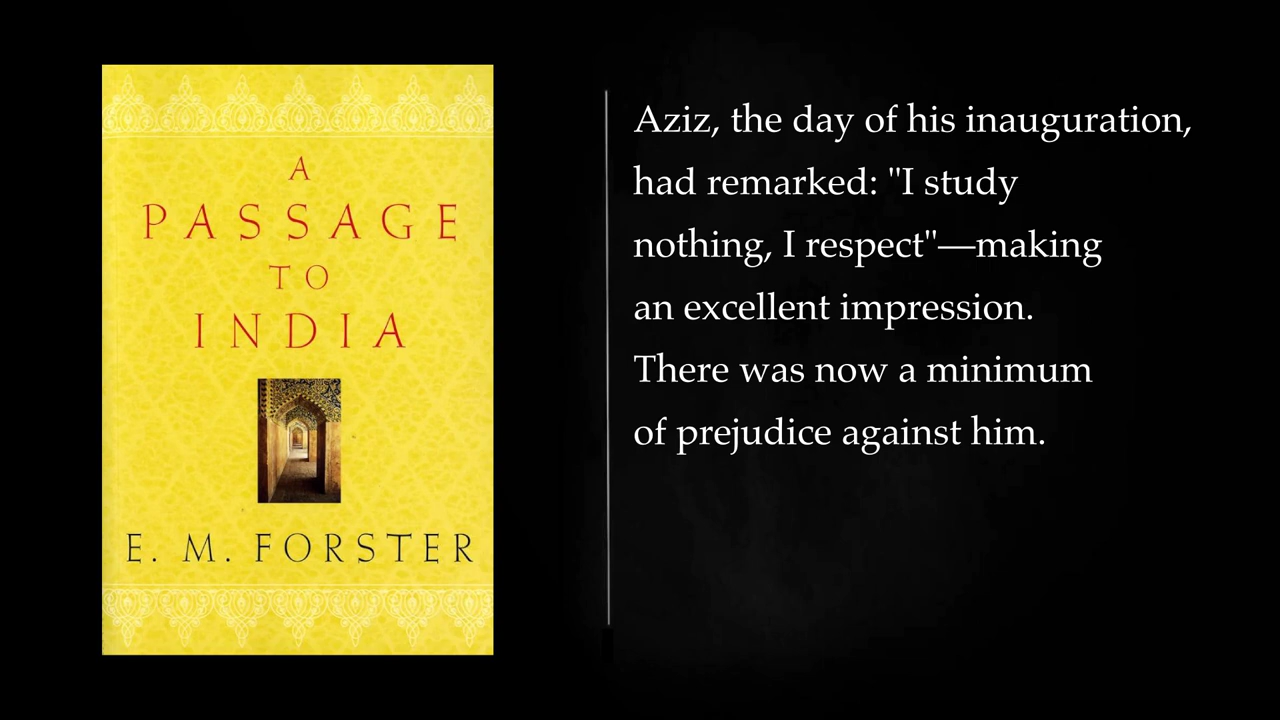 A
PASSAGE
TO
INDIA
E. M. FORSTER
Aziz, the day of his inauguration,
had remarked: "I study
nothing, I respect"—making
an excellent impression.
There was now a minimum
of prejudice against him.